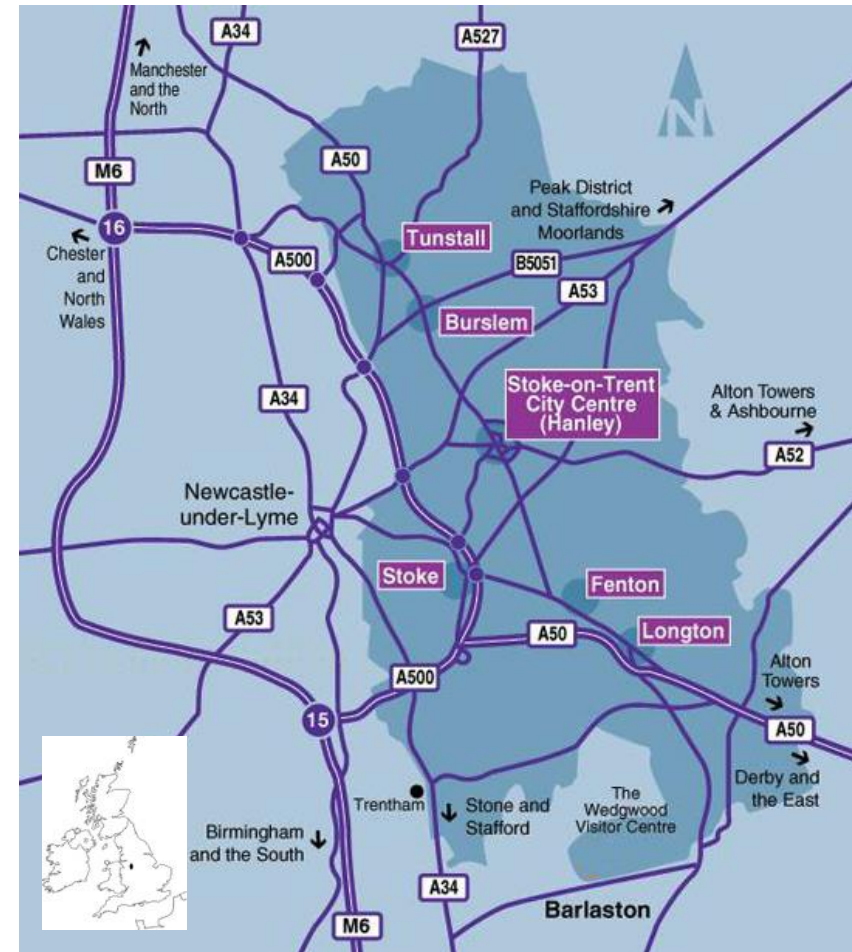 A34
A527
Manchester
and the
North
N
A50
M6
Peak District
and Staffordshire
Moorlands
16
Tunstall
Chester
and
North
Wales
A500
B5051
A53
Burslem
Stoke-on-Trent
City Centre
(Hanley)
A34
Alton Towers
& Ashbourne
A52
Newcastle-
under-Lyme
Stoke
Fenton
A53
A50
Longton
A500
Alton
Towers
15
A50
Derby and
the East
Trentham
Stone and
Stafford
The
Wedgwood
Visitor Centre
Birmingham
and the South
A34
Barlaston
M6